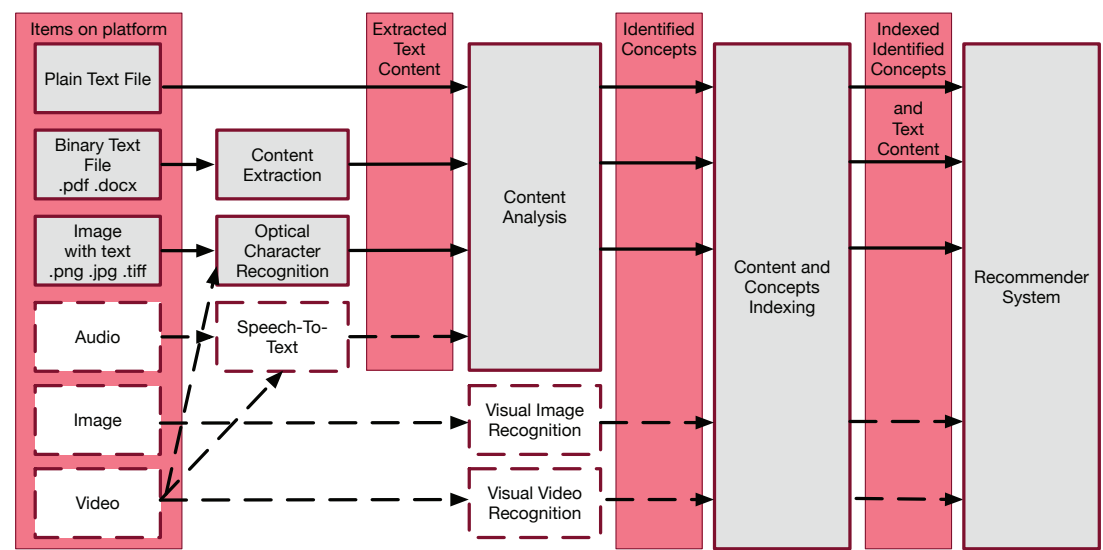 Items on platform
Plain Text File
Binary Text
File
.pdf .docx
Image
with text
.png .jpg .tiff
Audio
Image
Video
Content
Extraction
Optical
Character
Recognition
Speech-To-
Text
Extracted
Text
Content
Content
Analysis
Visual Image
Recognition
Visual Video
Recognition
Identified
Concepts
Content and
Concepts
Indexing
Indexed
Identified
Concepts
and
Text
Content
Recommender
System